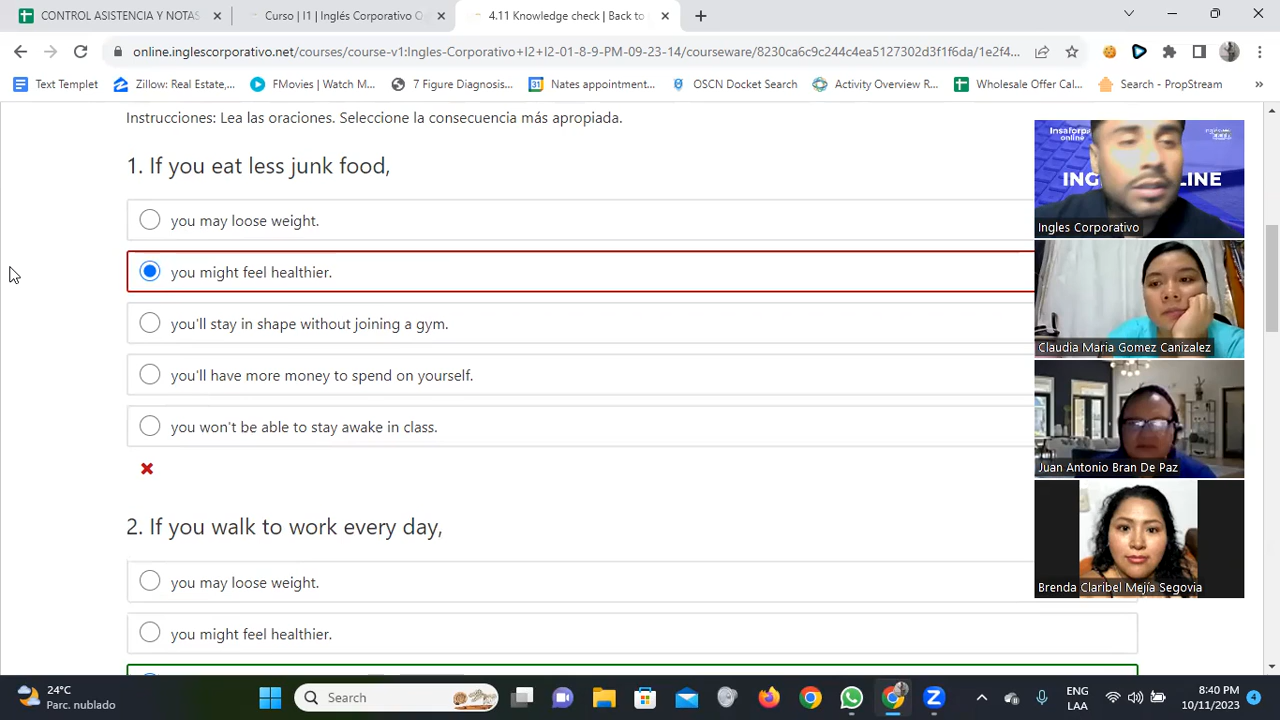 CONTROL ASISTENCIA Y NOTAS
Curso | I1 | Inglés Corporativo O
4.11 Knowledge check | Back to
online.inglescorporativo.net/courses/course-v1:Ingles-Corporativo+I2+I2-01-8-9-PM-09-23-14/courseware/8230ca6c9c244c4ea5127302d3f1f6da/1e2f4...
Text Templet
Zillow: Real Estate,...
FMovies | Watch M...
7 Figure Diagnosis...
Nates appointment...
OSCN Docket Search
Activity Overview R...
Wholesale Offer Cal...
Search - PropStream
»
Instrucciones: Lea las oraciones. Seleccione la consecuencia más apropiada.
1. If you eat less junk food,
you may loose weight.
you might feel healthier.
you'll stay in shape without joining a gym.
you'll have more money to spend on yourself.
you won't be able to stay awake in class.
2. If you walk to work every day,
you may loose weight.
you might feel healthier.
Insaforp
online
ING LINE
Ingles Corporativo
Claudia Maria Gomez Canizalez
Juan Antonio Bran De Paz
Brenda Claribel Mejía Segovia
24°C
Parc. nublado
Search
ENG
LAA
8:40 PM
10/11/2023
4